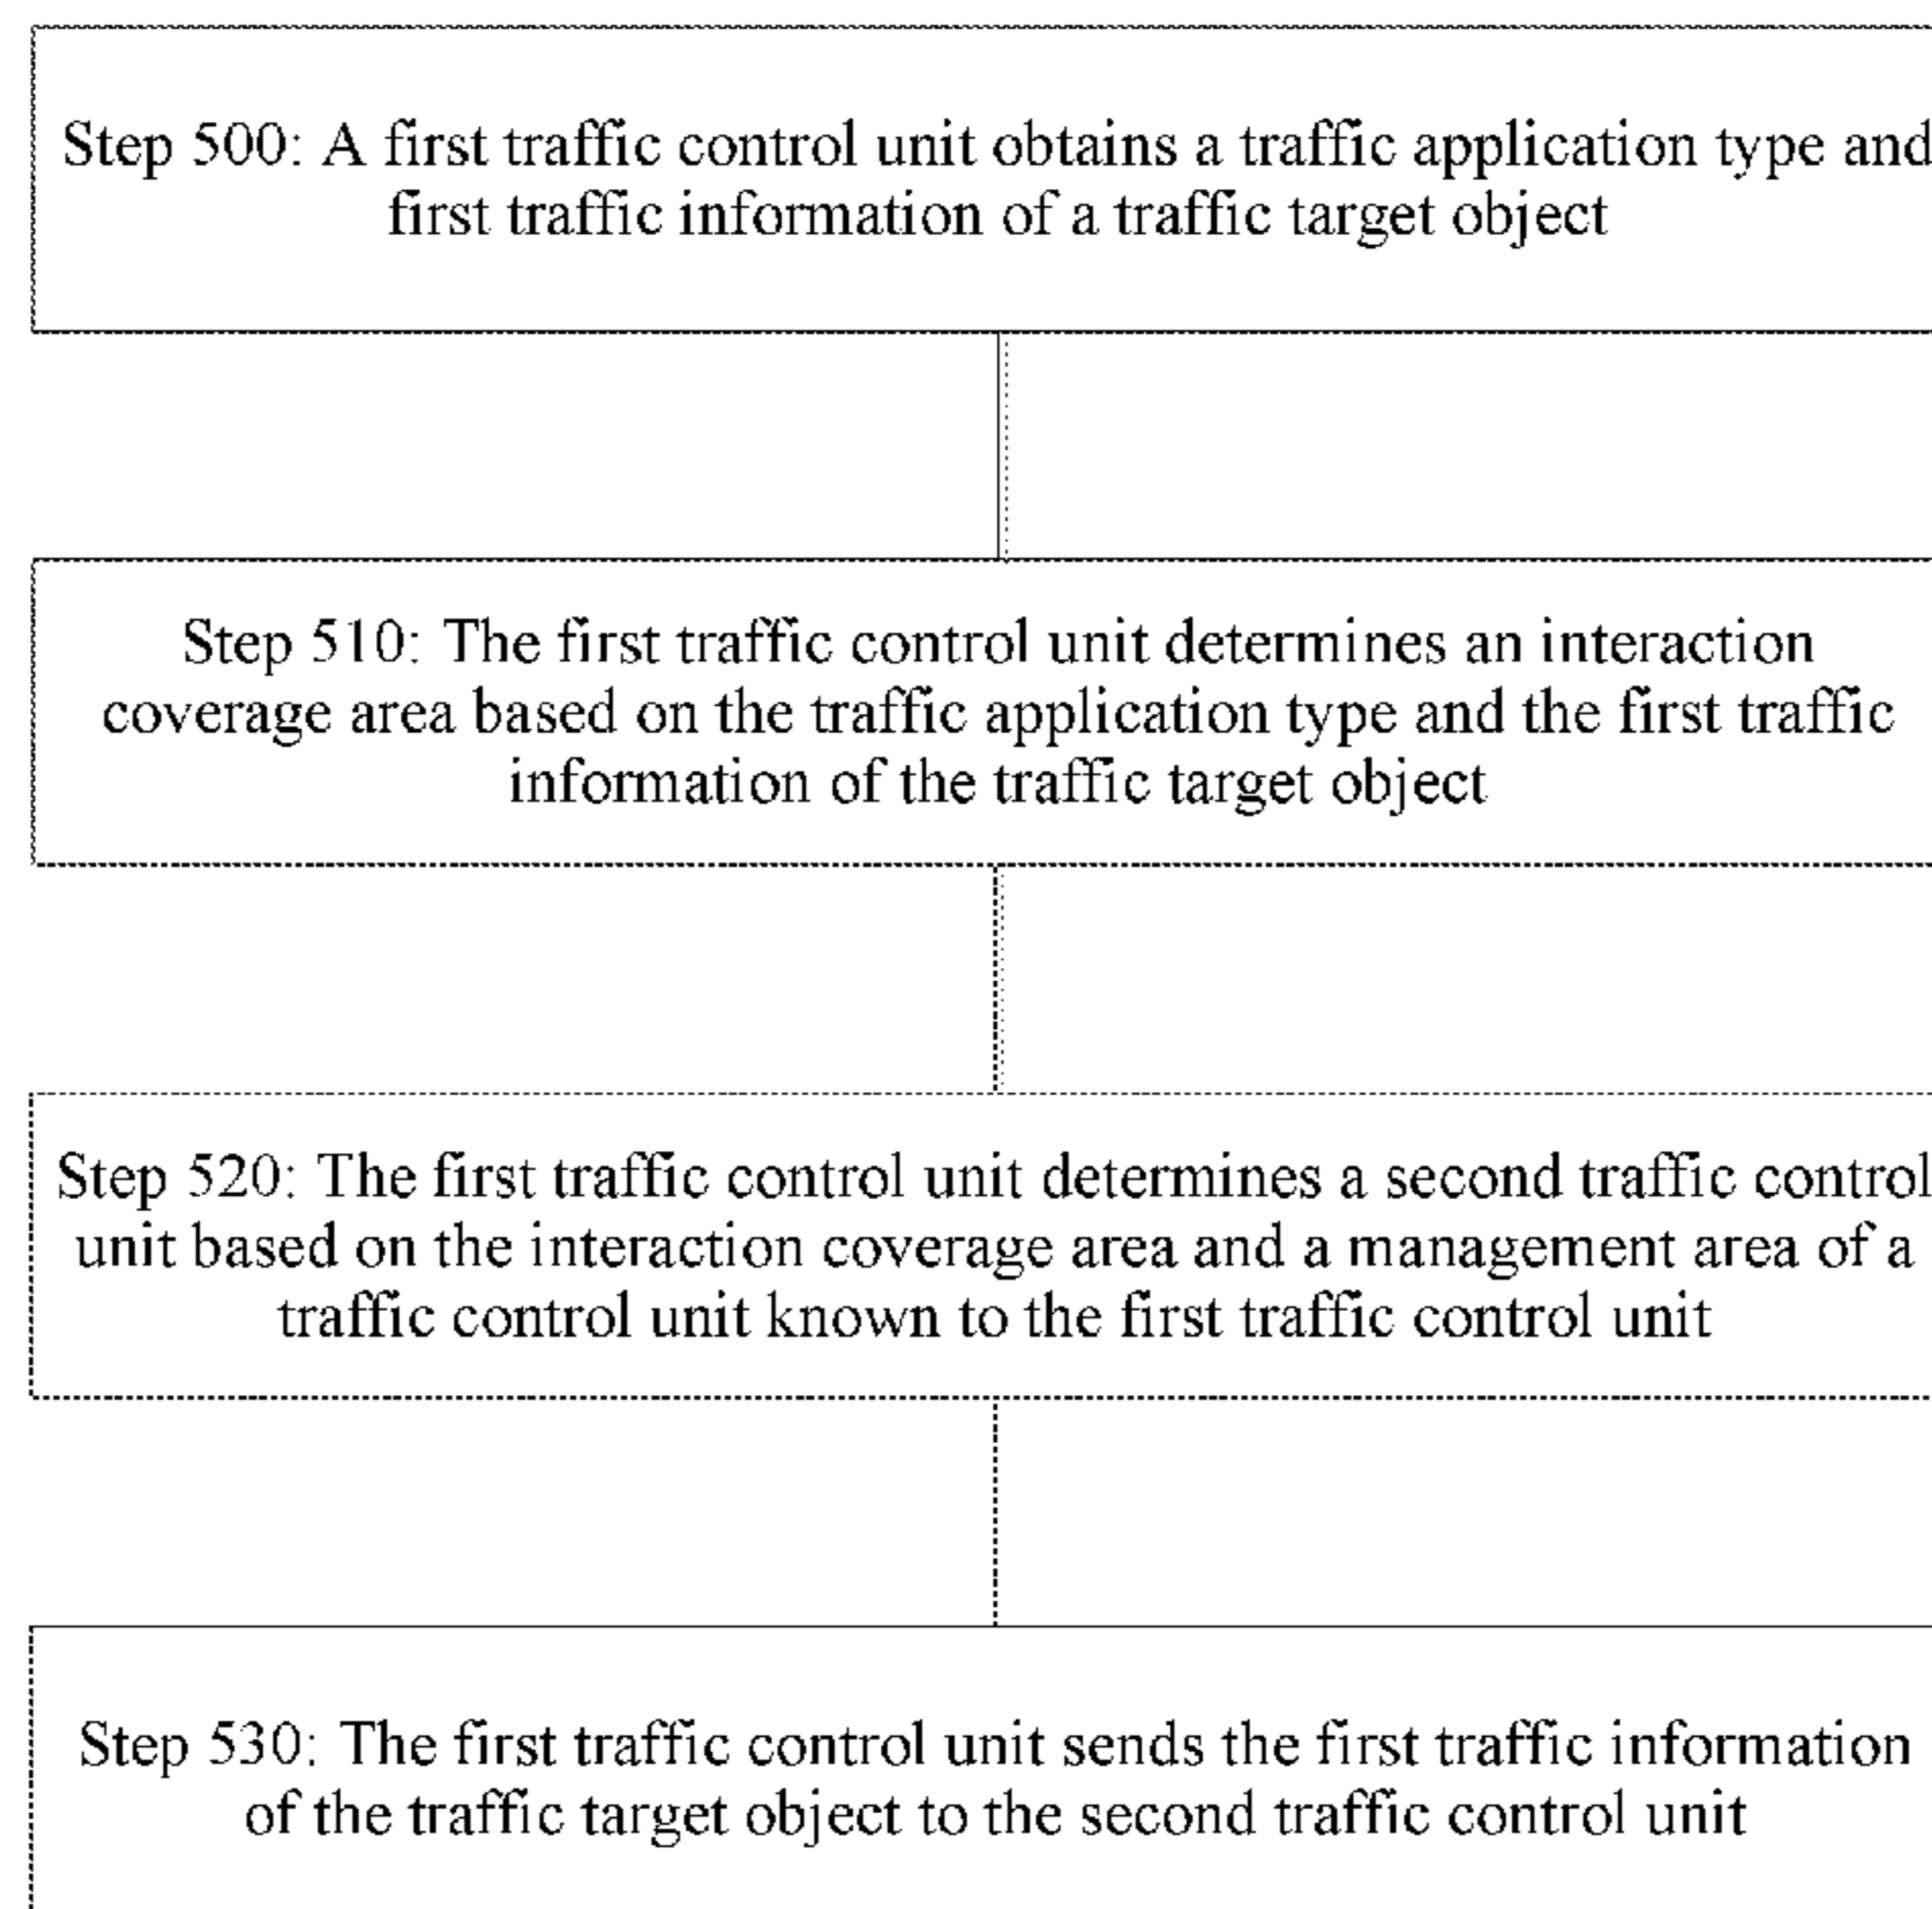 Step 500: A first traffic control unit obtains a traffic application type and
first traffic information of a traffic target object
Step 510: The first traffic control unit determines an interaction
coverage area based on the traffic application type and the first traffic
information of the traffic target object
Step 520: The first traffic control unit determines a second traffic control
unit based on the interaction coverage area and a management area of a
traffic control unit known to the first traffic control unit
Step 530: The first traffic control unit sends the first traffic information
of the traffic target object to the second traffic control unit